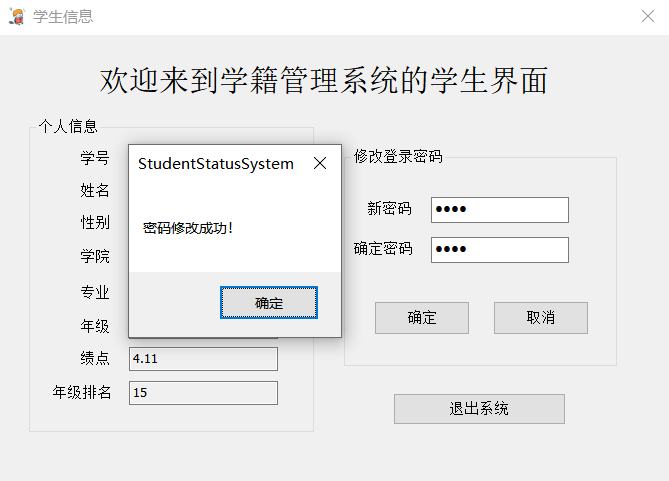 学生信息
欢迎来到学籍管理系统的学生界面
个人信息
学号
姓名
性别
学院
专业
年级
绩点 4.11
年级排名 15
StudentStatusSystem
密码修改成功!
确定
修改登录密码
新密码 ●●●●
确定密码 ●●●●
确定 取消
退出系统